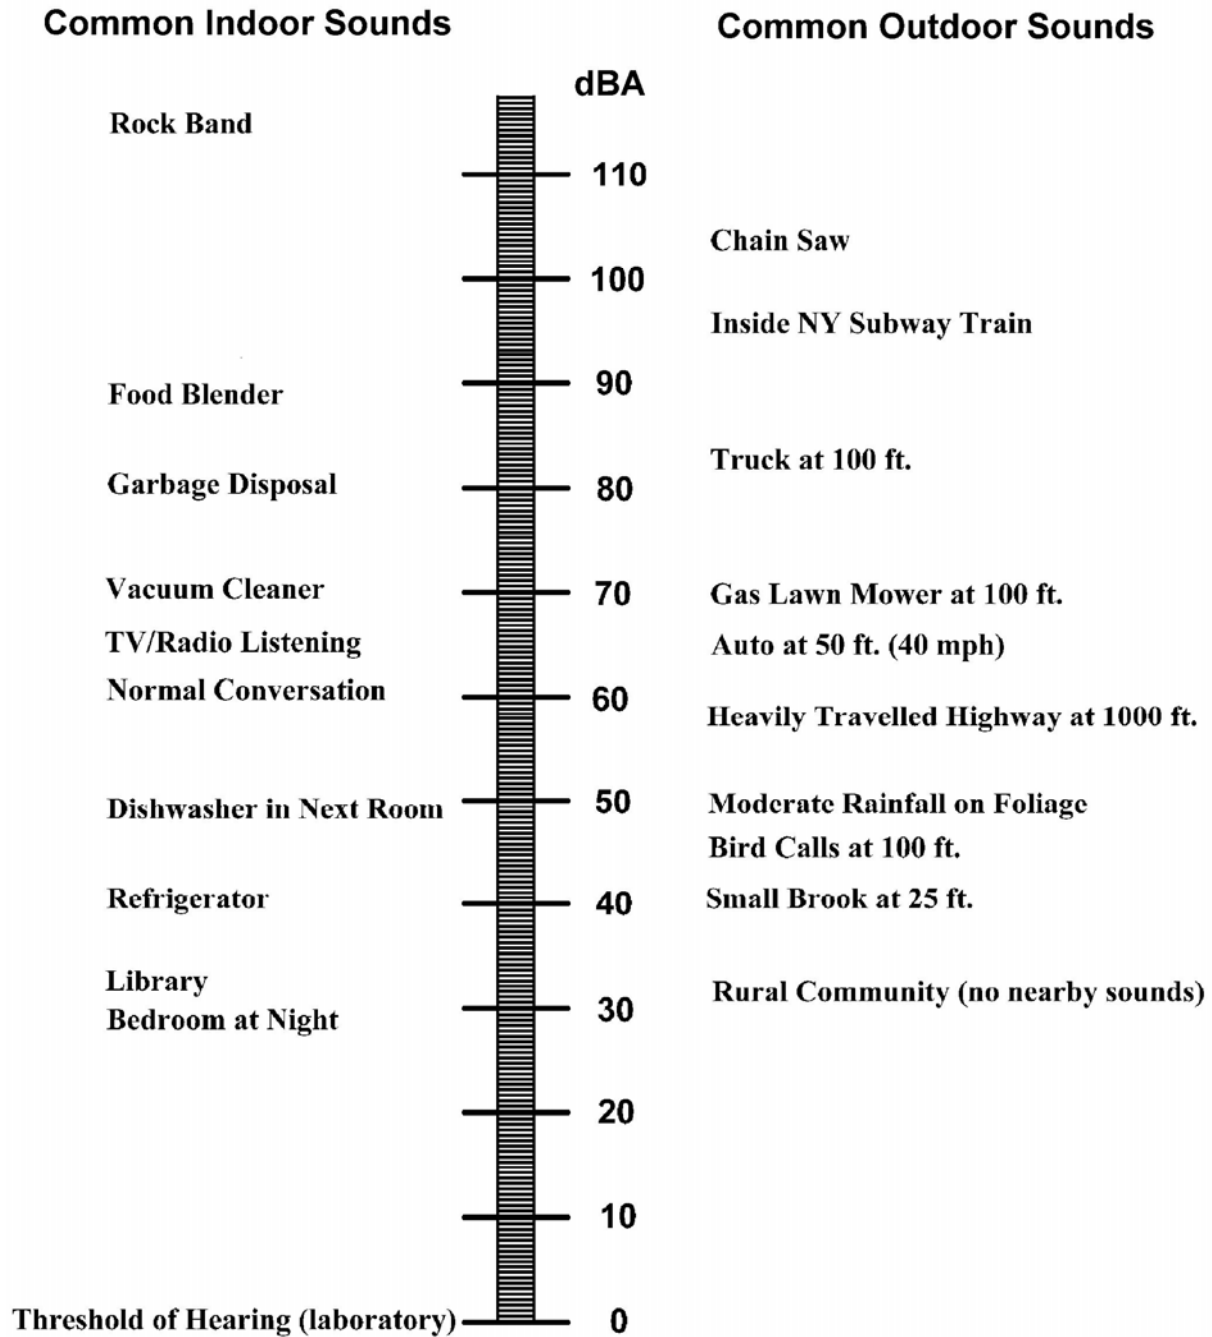 Common Indoor Sounds
Common Outdoor Sounds
dBA
Rock Band
110
Chain Saw
100
Inside NY Subway Train
90
Food Blender
Truck at 100 ft.
Garbage Disposal
80
Vacuum Cleaner
70
Gas Lawn Mower at 100 ft.
TV/Radio Listening
Auto at 50 ft. (40 mph)
Normal Conversation
60
Heavily Travelled Highway at 1000 ft.
Dishwasher in Next Room
50
Moderate Rainfall on Foliage
Bird Calls at 100 ft.
Refrigerator
40
Small Brook at 25 ft.
Library
Rural Community (no nearby sounds)
30
Bedroom at Night
20
10
Threshold of Hearing (laboratory)
0